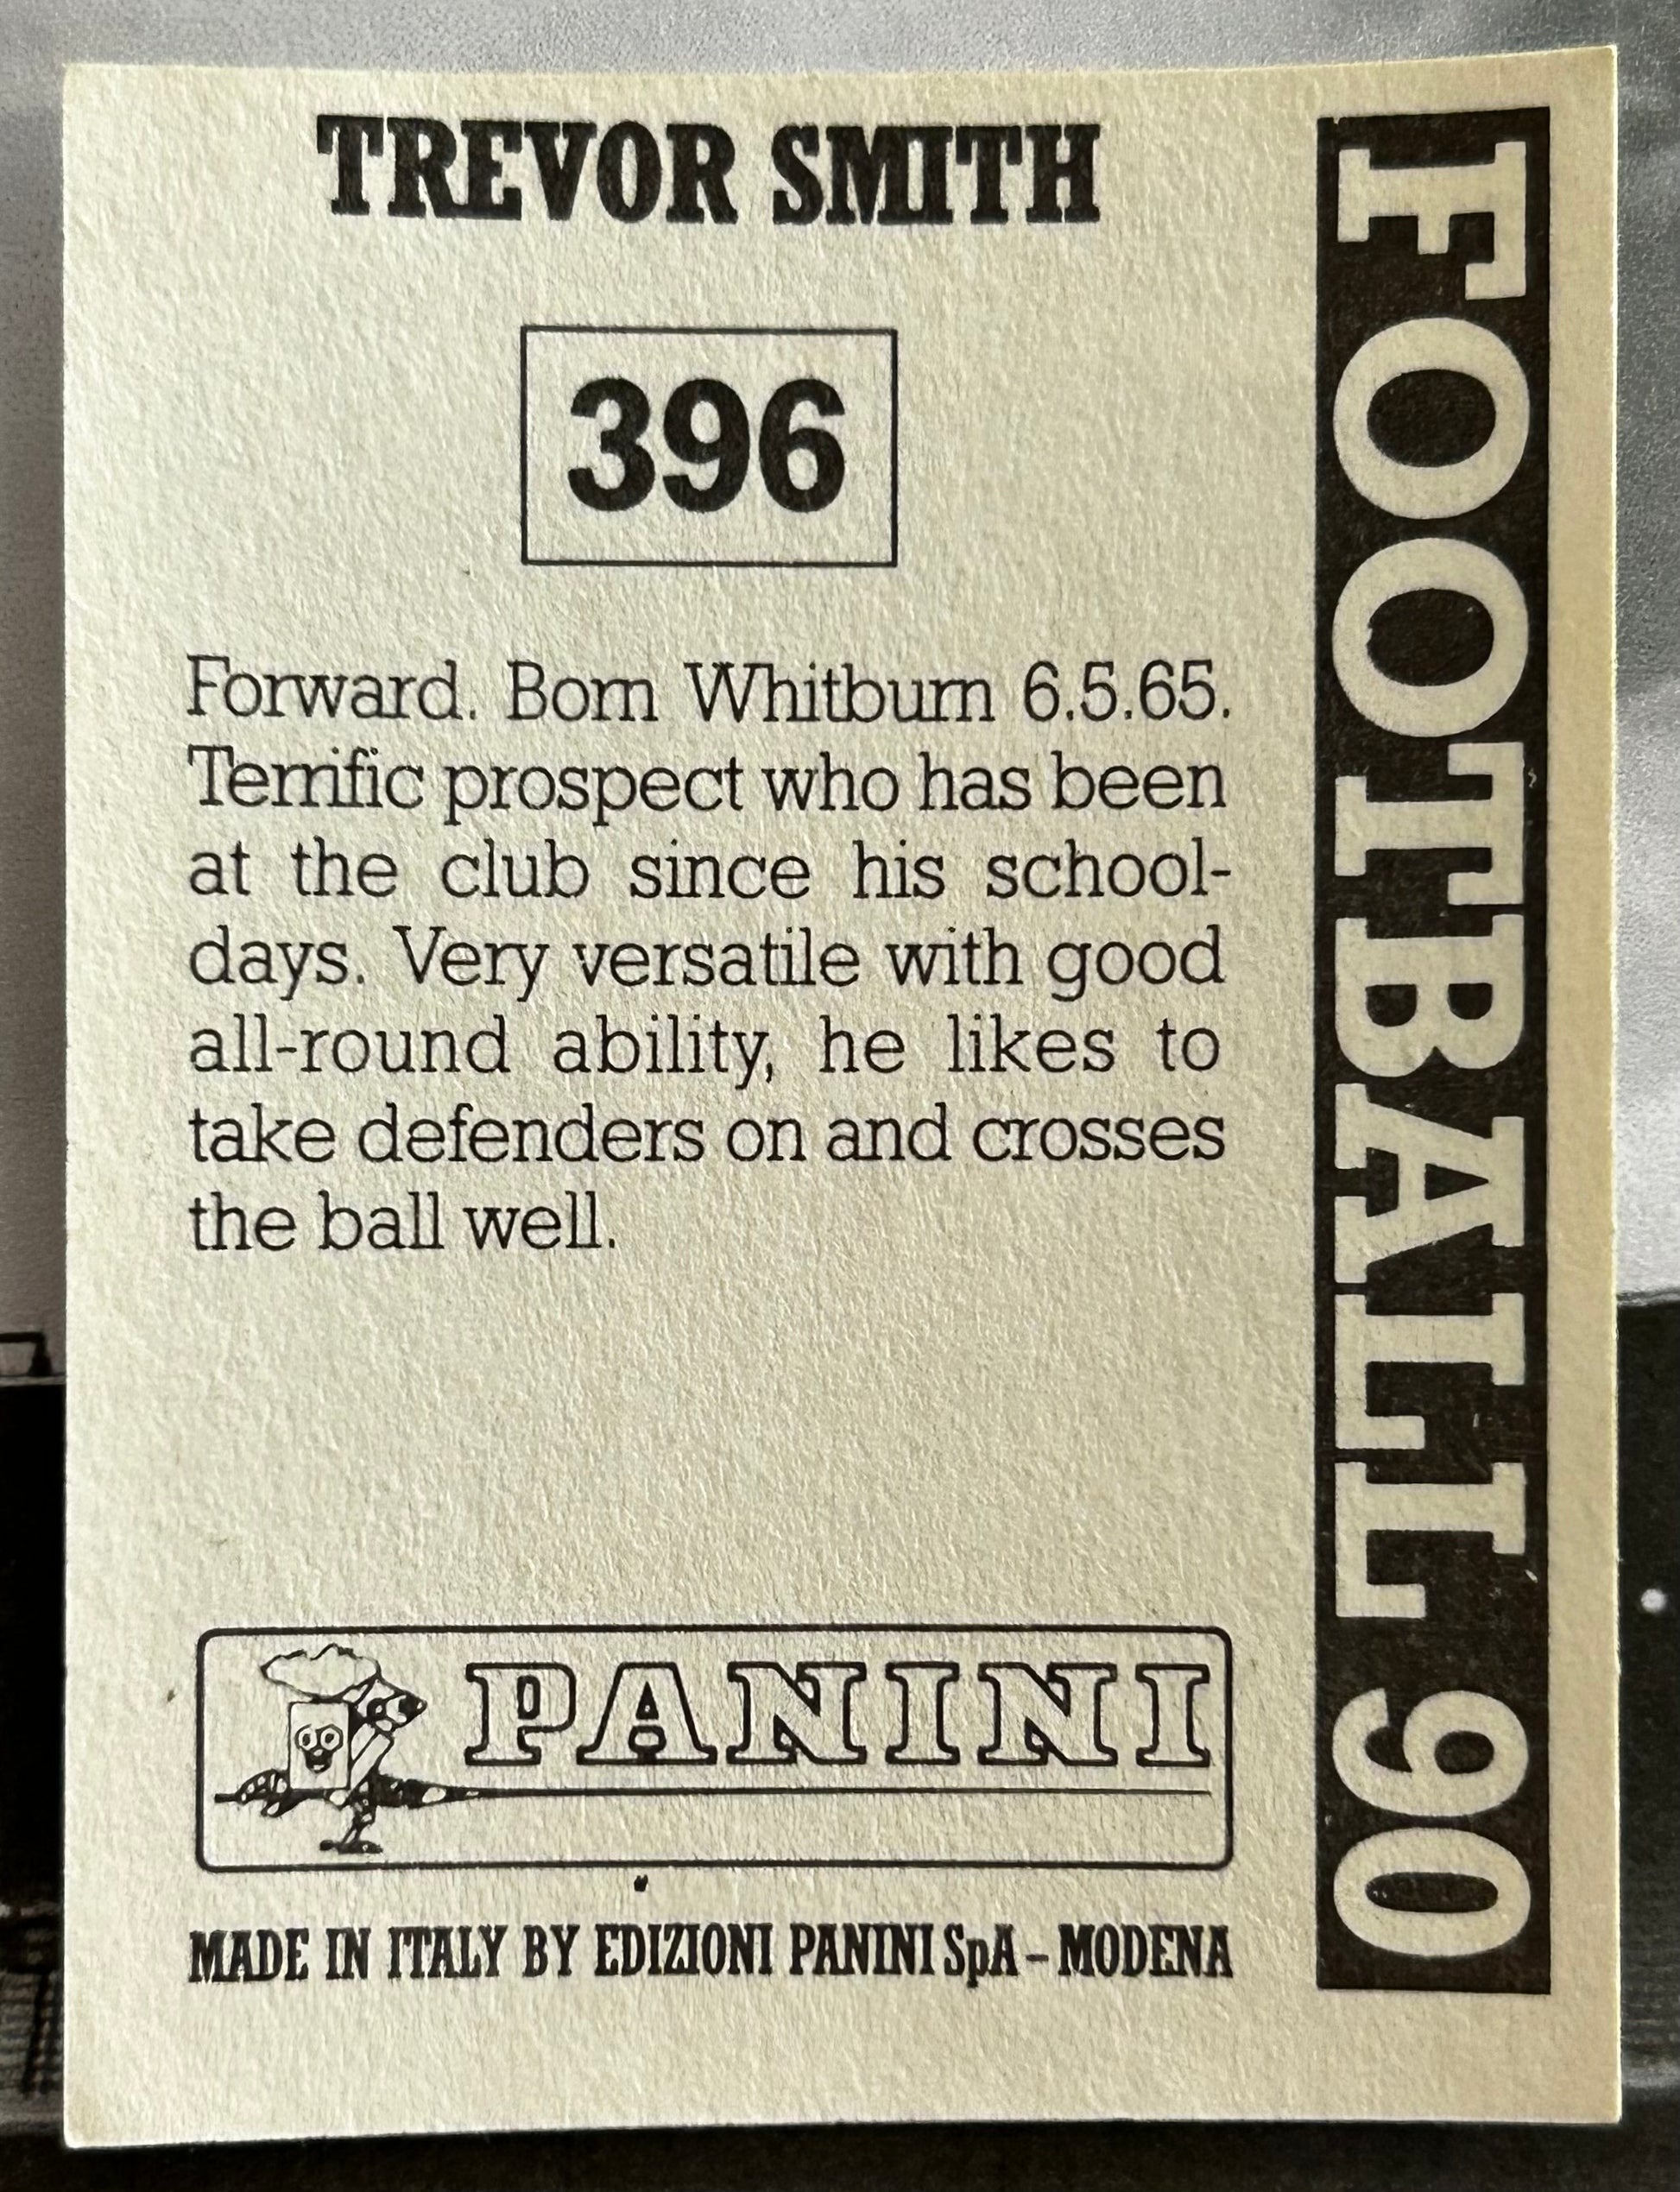 TREVOR SMITH
396
Forward. Born Whitburn 6.5.65.
Terrific prospect who has been
at the club since his school-
days. Very versatile with good
all-round ability, he likes to
take defenders on and crosses
the ball well.
PANINI
MADE IN ITALY BY EDIZIONI PANINI SpA - MODENA
FOOTBALL 90